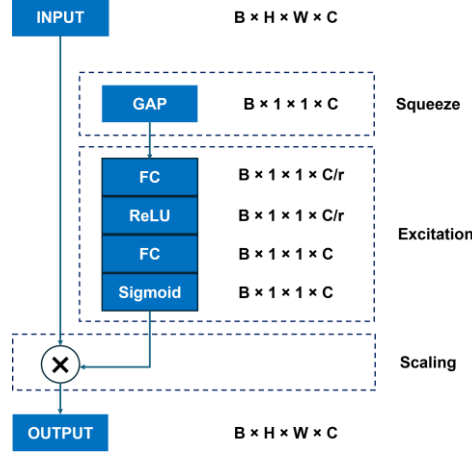 INPUT B × H × W × C
GAP B × 1 × 1 × C Squeeze
FC B × 1 × 1 × C/r
ReLU B × 1 × 1 × C/r
Excitation
FC B × 1 × 1 × C
Sigmoid B × 1 × 1 × C
× Scaling
OUTPUT B × H × W × C